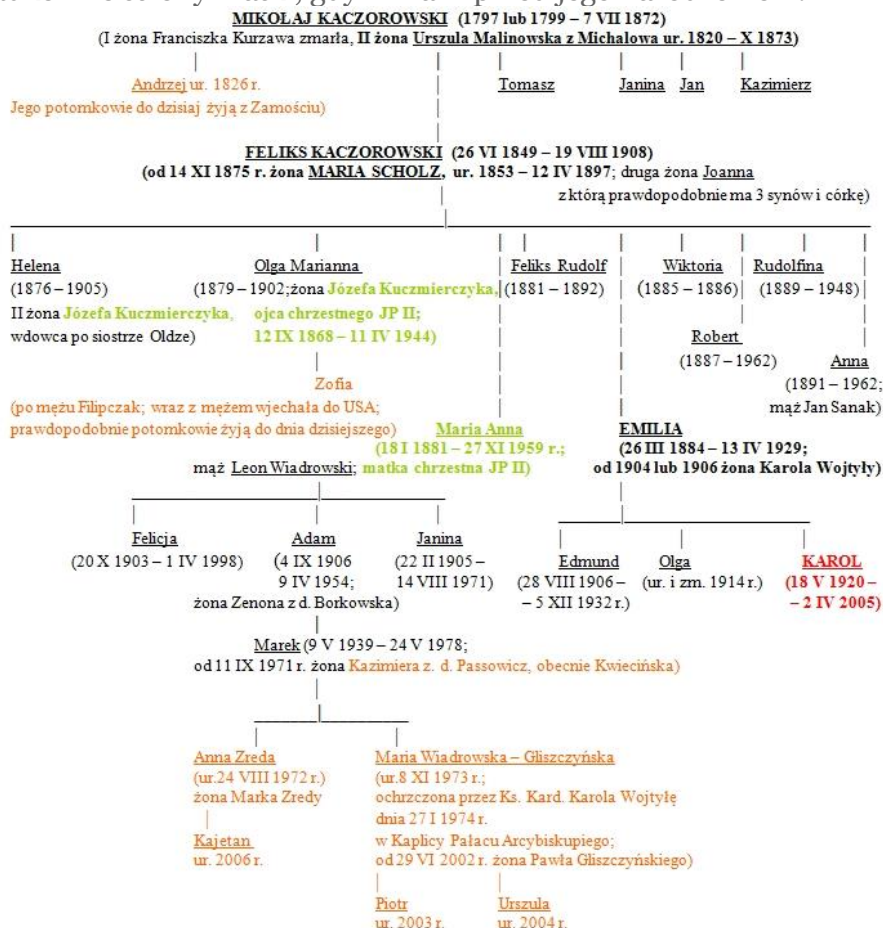 MIKOŁAJ KACZOROWSKI (1797 lub 1799 – 7 VII 1872)
(I żona Franciszka Kurzawa zmarła, II żona Urszula Malinowska z Michalowa ur. 1820 – X 1873)
Andrzej ur. 1826 r.
Tomasz Janina Jan Kazimierz
Jego potomkowie do dzisiaj żyją z Zamościu)
FELIKS KACZOROWSKI (26 VI 1849 – 19 VIII 1908)
(od 14 XI 1875 r. żona MARIA SCHOLZ, ur. 1853 – 12 IV 1897; druga żona Joanna
z którą prawdopodobnie ma 3 synów i córkę)
Helena Olga Marianna Feliks Rudolf Wiktoria Rudolfina
(1876 – 1905) (1879 – 1902; żona Józefa Kuczmierczyka, (1881 – 1892) (1885 – 1886) (1889 – 1948)
II żona Józefa Kuczmierczyka, ojca chrzestnego JP II;
wdowca po siostrze Oldze) 12 IX 1868 – 11 IV 1944)
Robert
(1887 – 1962) Anna
Zofia (1891 – 1962;
(po mężu Filipczak; wraz z mężem wjechała do USA; mąż Jan Sanak)
prawdopodobnie potomkowie żyją do dnia dzisiejszego) Maria Anna EMILIA
(18 I 1881 – 27 XI 1959 r.; (26 III 1884 – 13 IV 1929;
mąż Leon Wiadrowski; matka chrzestna JP II) od 1904 lub 1906 żona Karola Wojtyły)
Felicja Adam Janina
(20 X 1903 – 1 IV 1998) (4 IX 1906 (22 II 1905 – Edmund Olga KAROL
9 IV 1954; 14 VIII 1971) (28 VIII 1906 – (ur. i zm. 1914 r.) (18 V 1920 –
żona Zenona z d. Borkowska) – 5 XII 1932 r.) – 2 IV 2005)
Marek (9 V 1939 – 24 V 1978;
od 11 IX 1971 r. żona Kazimiera z. d. Passowicz, obecnie Kwiecińska)
Anna Zreda Maria Wiadrowska – Gliszczyńska
(ur. 24 VIII 1972 r.) (ur. 8 XI 1973 r.;
żona Marka Zredy ochrzczona przez Ks. Kard. Karola Wojtyłę
dnia 27 I 1974 r.
Kajetan w Kaplicy Pałacu Arcybiskupiego;
ur. 2006 r. od 29 VI 2002 r. żona Pawła Gliszczyńskiego)
Piotr Urszula
ur. 2003 r. ur. 2004 r.